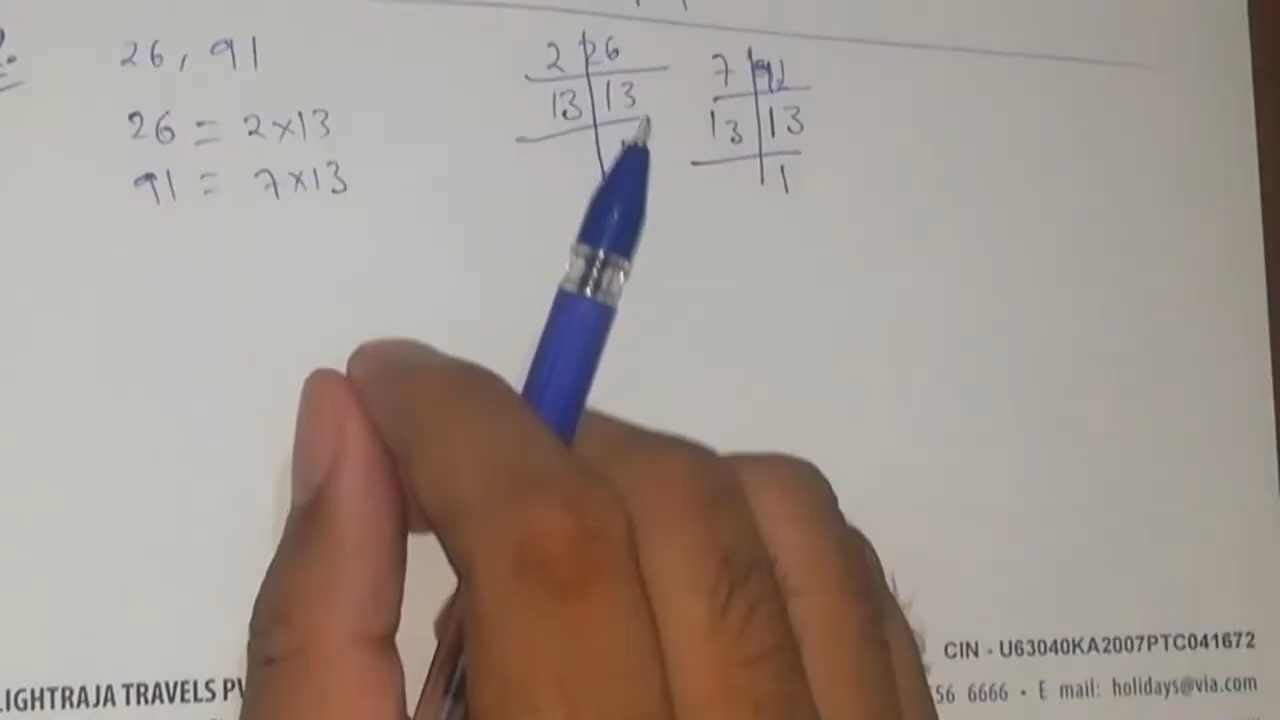 26, 91
26 = 2×13
91 = 7×13
2 | 26
13 | 13
7 | 91
13 | 13
1
CIN - U63040KA2007PTC041672
LIGHTRAJA TRAVELS
56 6666 • E mail: holidays@via.com